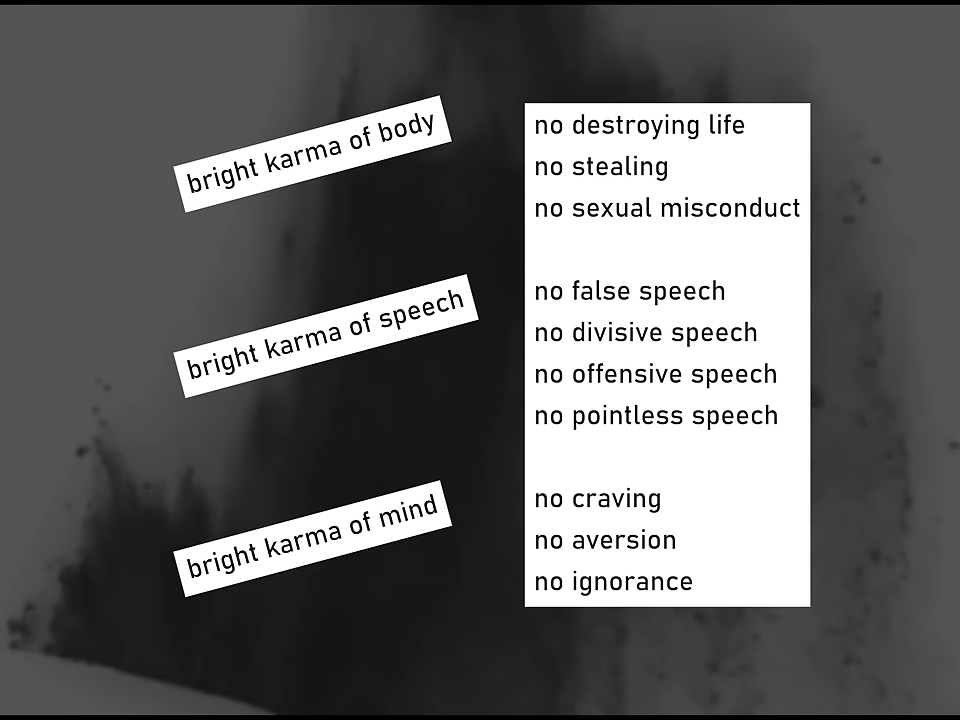 bright karma of body
no destroying life
no stealing
no sexual misconduct
bright karma of speech
no false speech
no divisive speech
no offensive speech
no pointless speech
bright karma of mind
no craving
no aversion
no ignorance